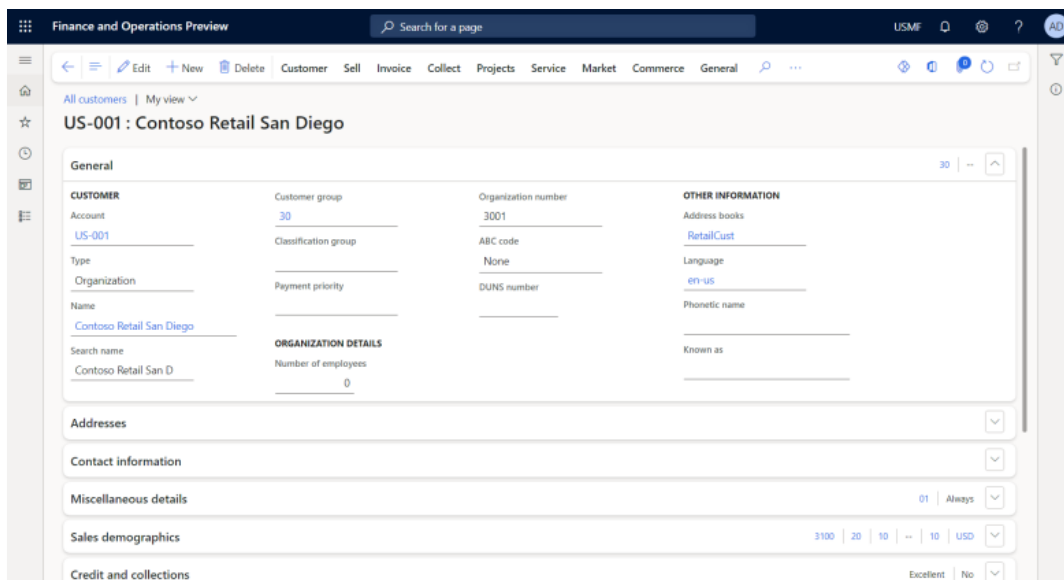 Finance and Operations Preview
Search for a page
USMF
?
AD
Edit
New
Delete
Customer
Sell
Invoice
Collect
Projects
Service
Market
Commerce
General
...
0
All customers | My view
US-001 : Contoso Retail San Diego
General
30 | --
CUSTOMER
Account
US-001
Type
Organization
Name
Contoso Retail San Diego
Search name
Contoso Retail San D
Customer group
30
Classification group
Payment priority
ORGANIZATION DETAILS
Number of employees
0
Organization number
3001
ABC code
None
DUNS number
OTHER INFORMATION
Address books
RetailCust
Language
en-us
Phonetic name
Known as
Addresses
Contact information
Miscellaneous details
01 | Always
Sales demographics
3100 | 20 | 10 | -- | 10 | USD
Credit and collections
Excellent | No